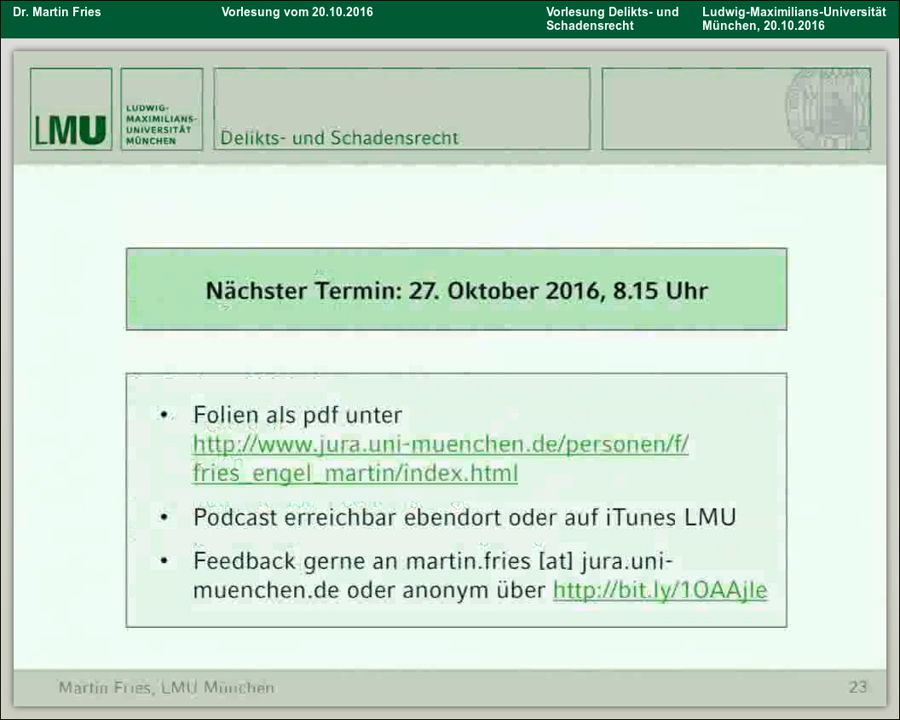 Dr. Martin Fries
Vorlesung vom 20.10.2016
Vorlesung Delikts- und
Schadensrecht
Ludwig-Maximilians-Universität
München, 20.10.2016
LMU
LUDWIG-
MAXIMILIANS-
UNIVERSITÄT
MÜNCHEN
Delikts- und Schadensrecht
Nächster Termin: 27. Oktober 2016, 8.15 Uhr
• Folien als pdf unter
http://www.jura.uni-muenchen.de/personen/f/
fries_engel_martin/index.html
• Podcast erreichbar ebendort oder auf iTunes LMU
• Feedback gerne an martin.fries [at] jura.uni-
muenchen.de oder anonym über http://bit.ly/1OAAjle
Martin Fries, LMU München
23